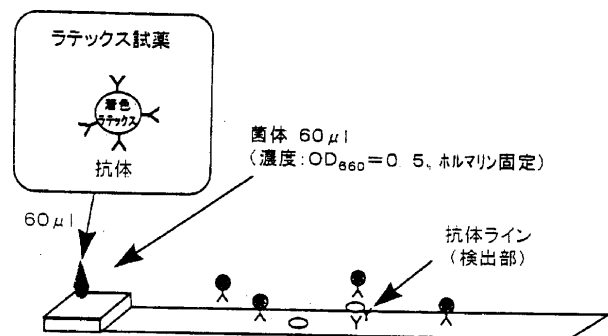 ラテックス試薬
着色
ラテックス
抗体
菌体 60μl
(濃度:OD660=0.5、ホルマリン固定)
60μl
抗体ライン
(検出部)